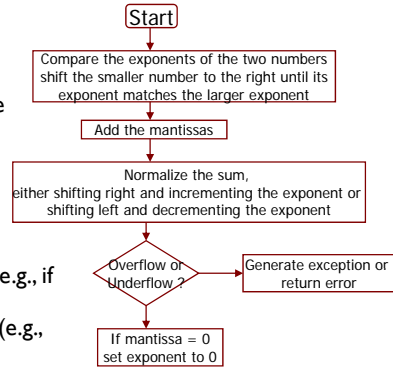 Start
Compare the exponents of the two numbers
shift the smaller number to the right until its
exponent matches the larger exponent
e
Add the mantissas
Normalize the sum,
either shifting right and incrementing the exponent or
shifting left and decrementing the exponent
Overflow or
Underflow ?
Generate exception or
return error
e.g., if
(e.g.,
If mantissa = 0
set exponent to 0